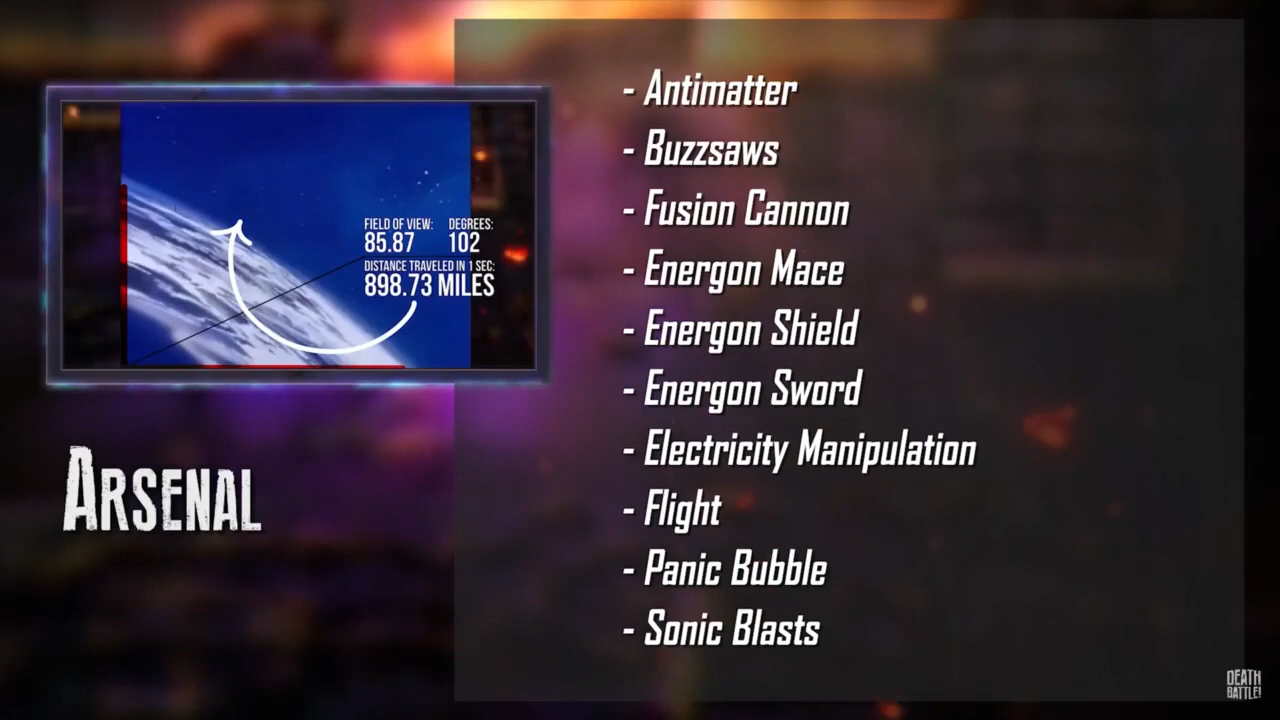 FIELD OF VIEW: DEGREES:
85.87 102
DISTANCE TRAVELED IN 1 SEC:
898.73 MILES
ARSENAL
- Antimatter
- Buzzsaws
- Fusion Cannon
- Energon Mace
- Energon Shield
- Energon Sword
- Electricity Manipulation
- Flight
- Panic Bubble
- Sonic Blasts
DEATH
BATTLE!